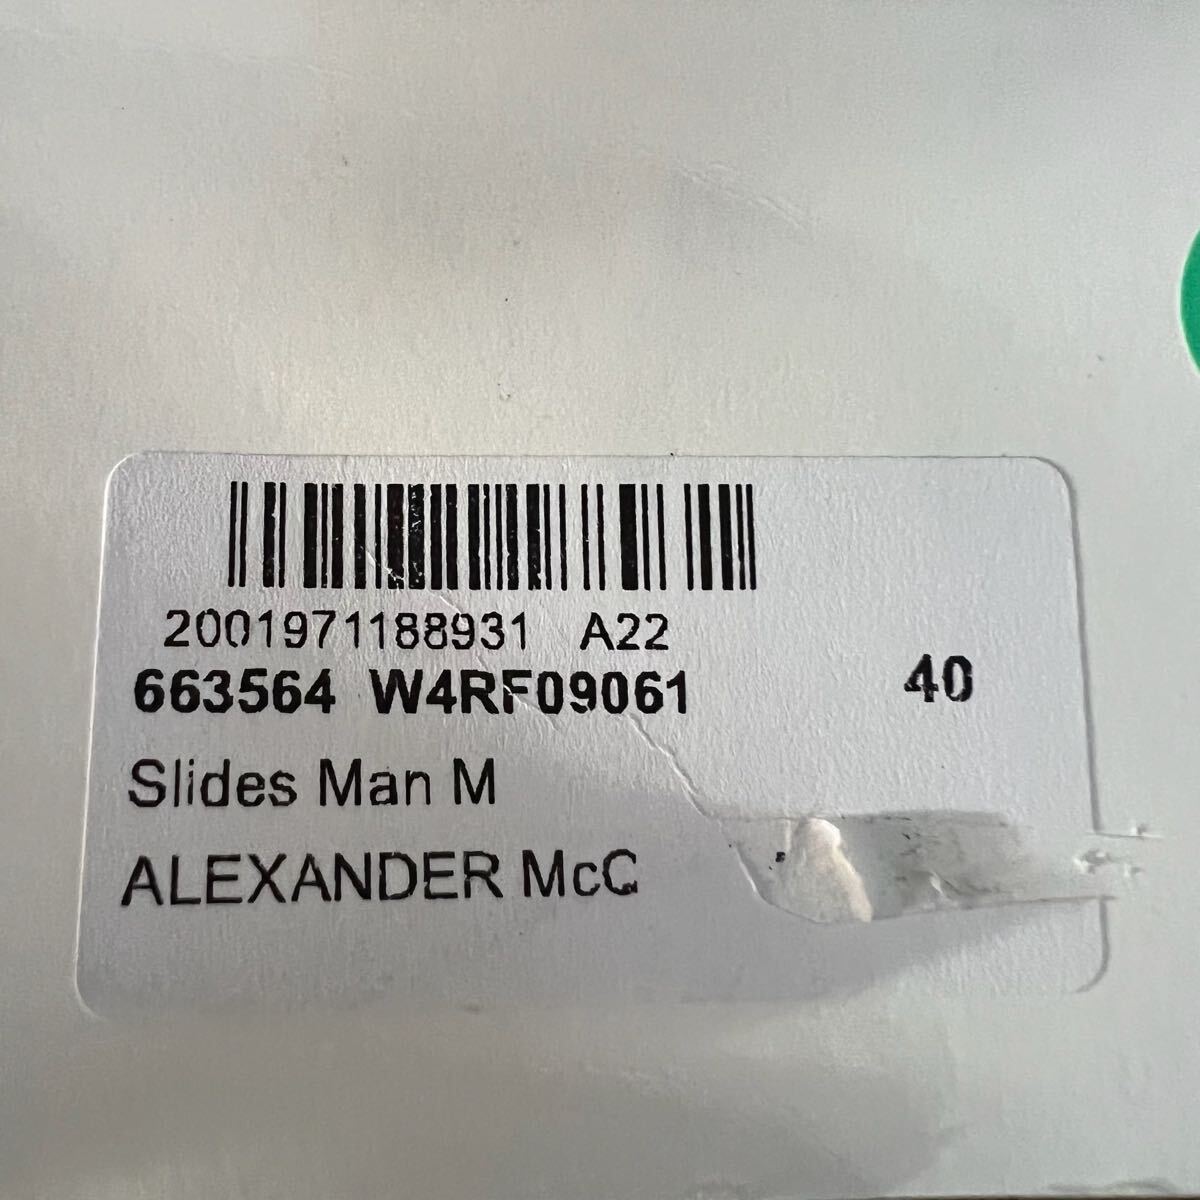 2001971188931 A22
663564 W4RF09061 40
Slides Man M
ALEXANDER McC